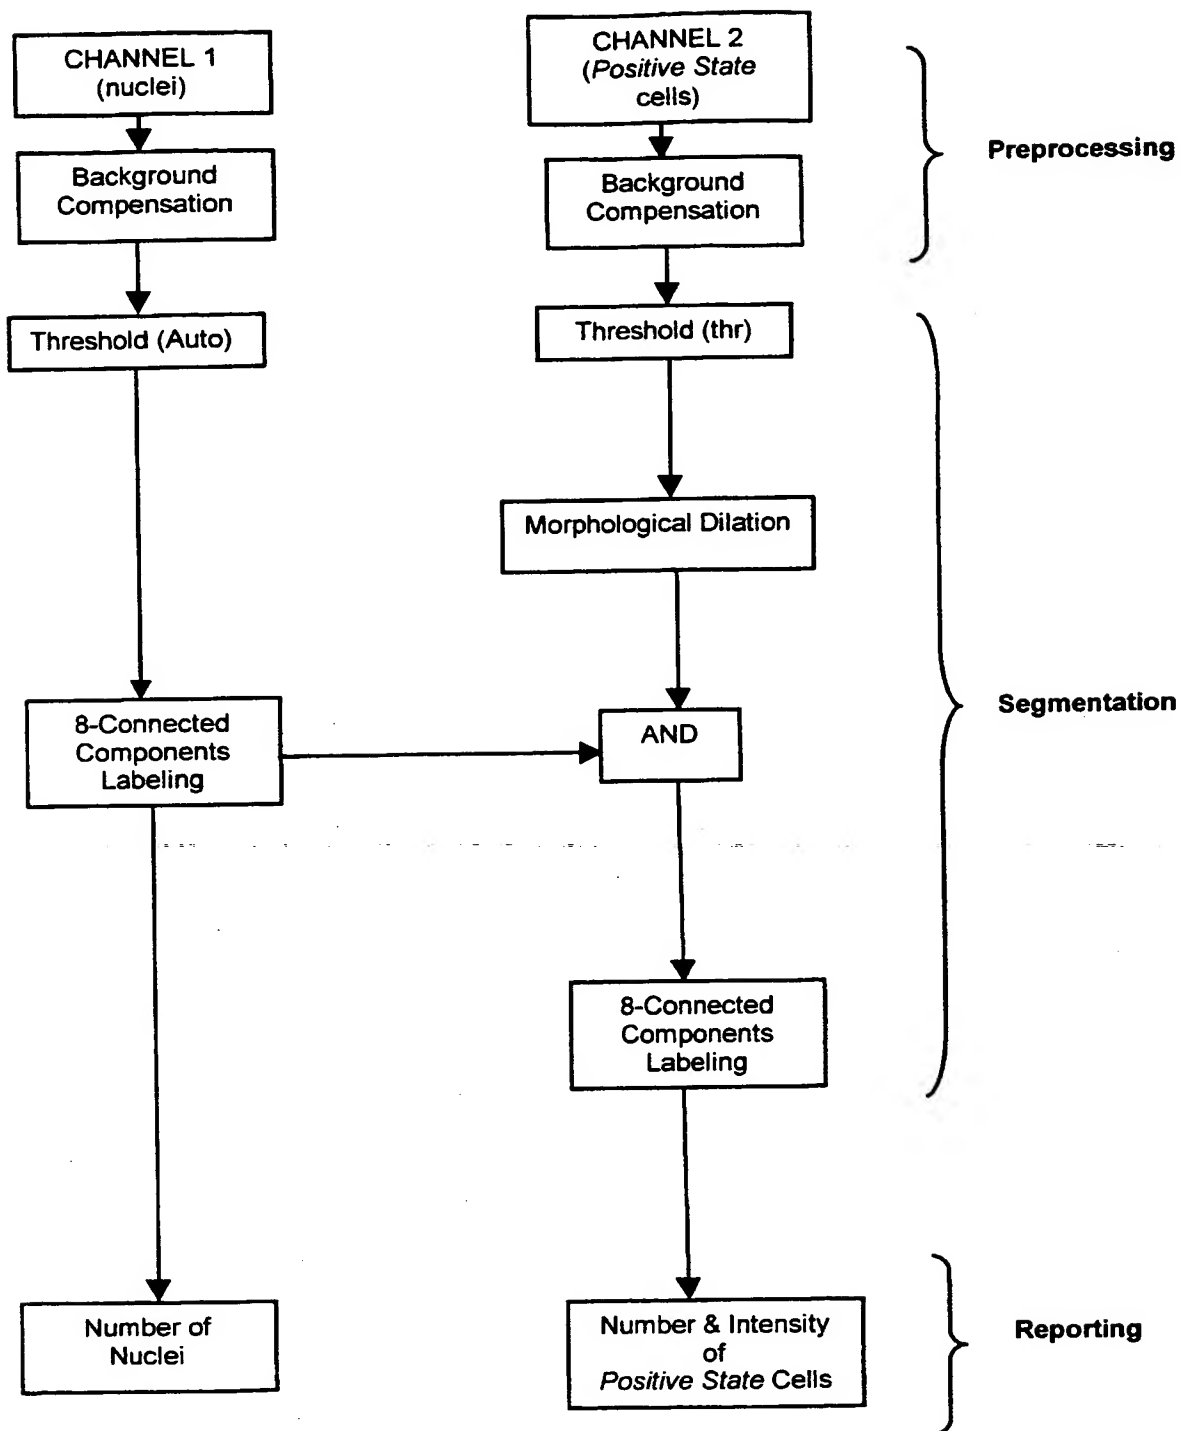 CHANNEL 1
(nuclei)
CHANNEL 2
(Positive State
cells)
Preprocessing
Background
Compensation
Background
Compensation
Threshold (Auto)
Threshold (thr)
Morphological Dilation
Segmentation
8-Connected
Components
Labeling
AND
8-Connected
Components
Labeling
Number of
Nuclei
Number & Intensity
of
Positive State Cells
Reporting